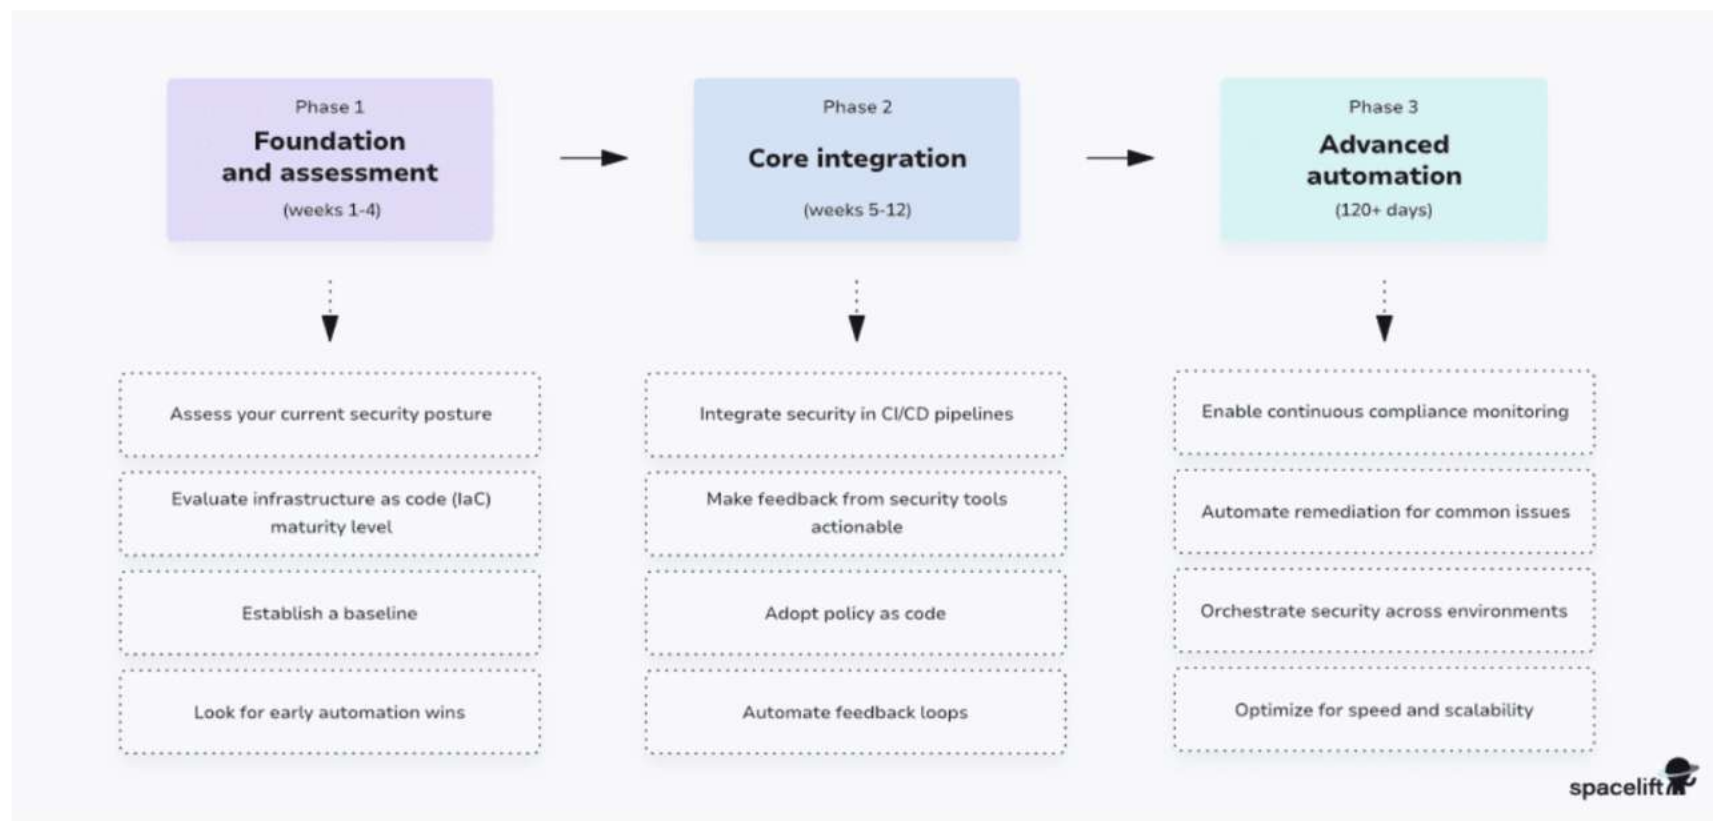 Phase 1
Foundation
and assessment
(weeks 1-4)
Assess your current security posture
Evaluate infrastructure as code (IaC)
maturity level
Establish a baseline
Look for early automation wins
Phase 2
Core integration
(weeks 5-12)
Integrate security in CI/CD pipelines
Make feedback from security tools
actionable
Adopt policy as code
Automate feedback loops
Phase 3
Advanced
automation
(120+ days)
Enable continuous compliance monitoring
Automate remediation for common issues
Orchestrate security across environments
Optimize for speed and scalability
spacelift